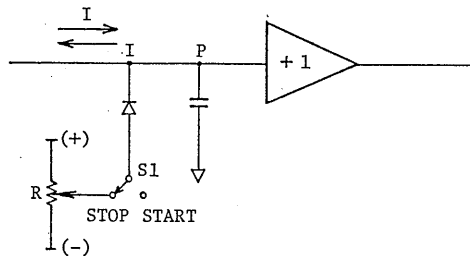 I
I P
+1
(+)
S1
R
STOP START
(-)